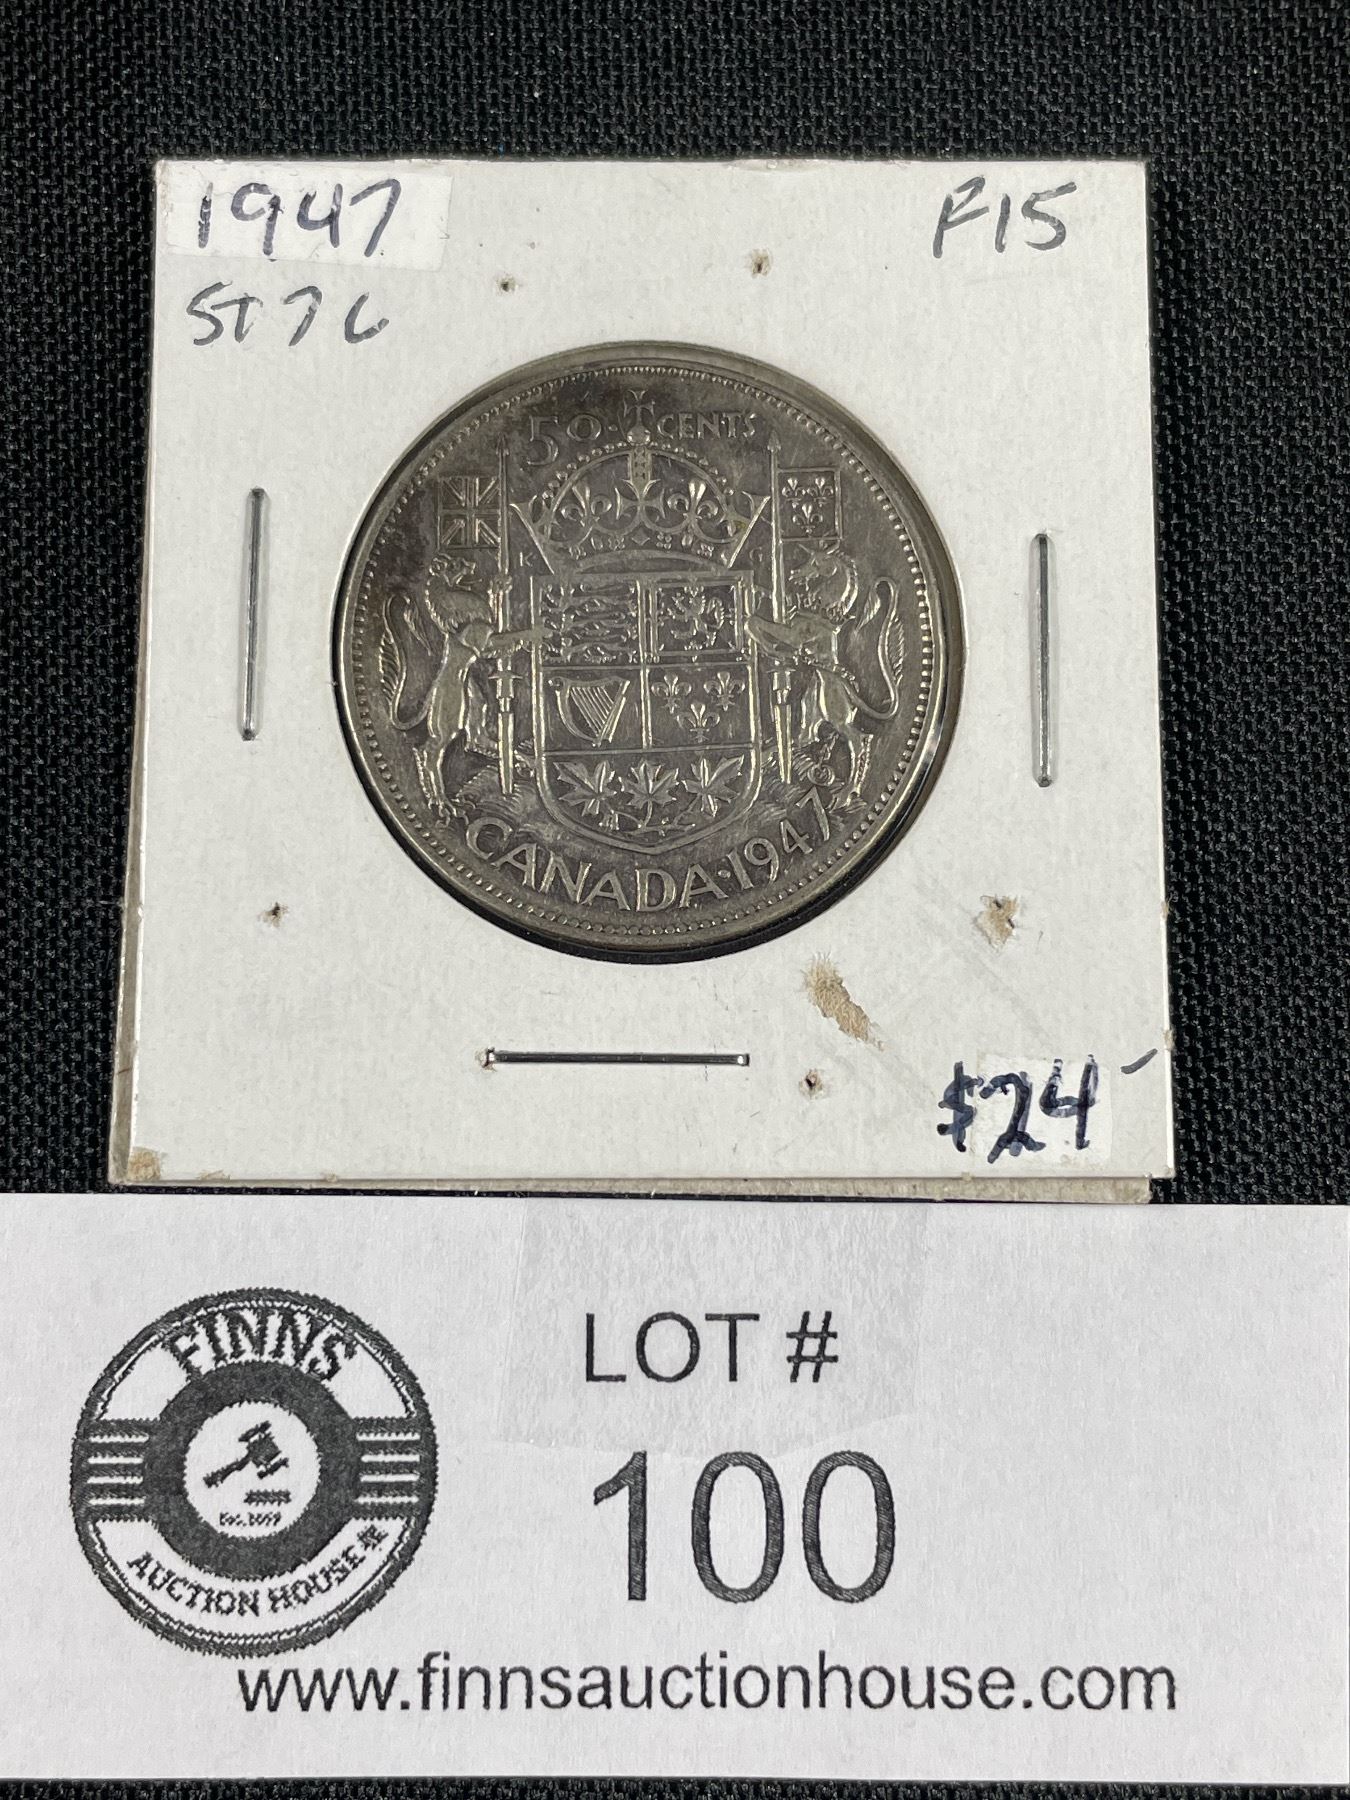 1947
F15
ST 7 C
50 CENTS
K G
CANADA · 1947
$24
FINNS
AUCTION HOUSE
LOT #
100
www.finnsauctionhouse.com